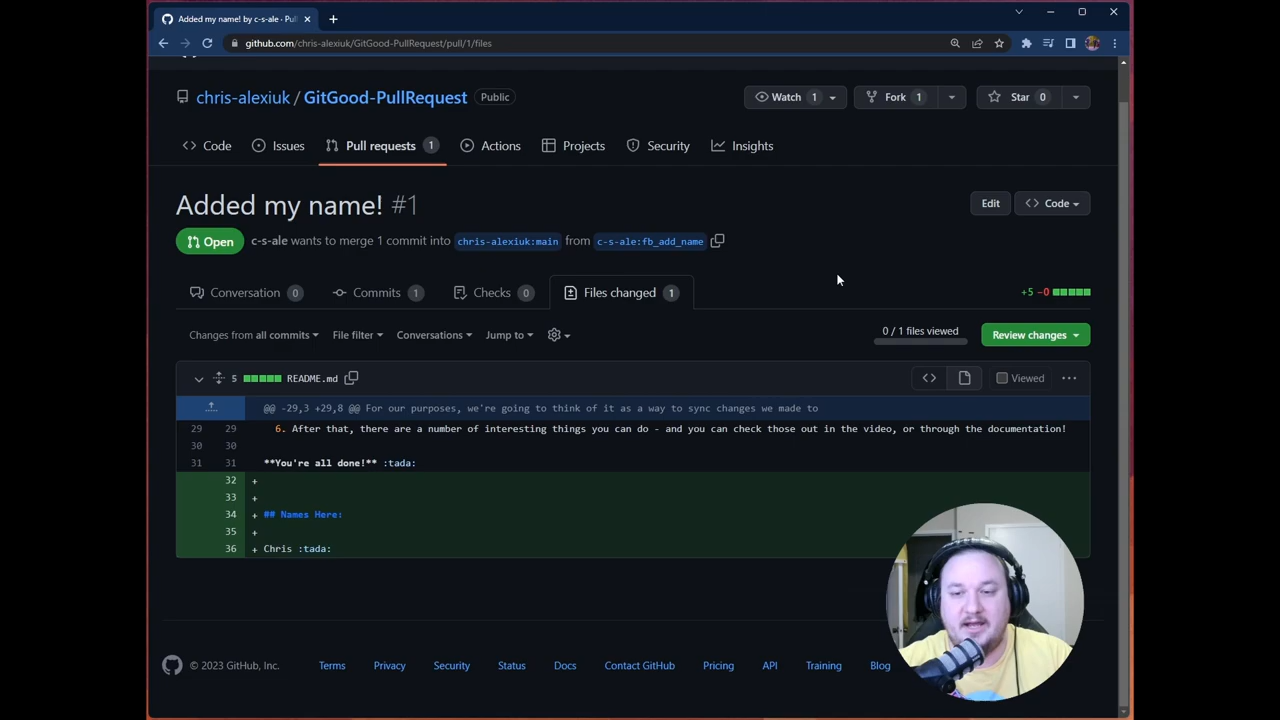 Added my name! by c-s-ale · Pull
github.com/chris-alexiuk/GitGood-PullRequest/pull/1/files
chris-alexiuk / GitGood-PullRequest Public Watch 1 Fork 1 Star 0
Code Issues Pull requests 1 Actions Projects Security Insights
Added my name! #1 Edit Code
Open c-s-ale wants to merge 1 commit into chris-alexiuk:main from c-s-ale:fb_add_name
Conversation 0 Commits 1 Checks 0 Files changed 1 +5 −0
Changes from all commits File filter Conversations Jump to 0 / 1 files viewed Review changes
5 README.md Viewed
@@ -29,3 +29,8 @@ For our purposes, we're going to think of it as a way to sync changes we made to
29 29 6. After that, there are a number of interesting things you can do - and you can check those out in the video, or through the documentation!
30 30
31 31 **You're all done!** :tada:
32 +
33 +
34 + ## Names Here:
35 +
36 + Chris :tada:
© 2023 GitHub, Inc. Terms Privacy Security Status Docs Contact GitHub Pricing API Training Blog